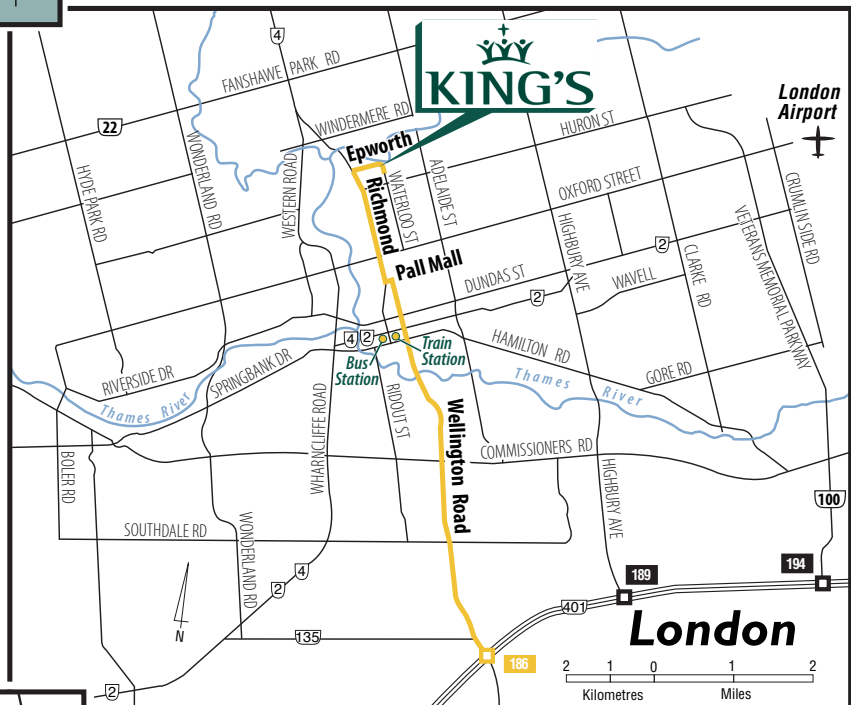 4
FANSHAWE PARK RD
KING'S
London
Airport
22
WINDERMERE RD
HURON ST
Epworth
WONDERLAND RD
HYDE PARK RD
WESTERN ROAD
Richmond
WATERLOO ST
ADELAIDE ST
OXFORD STREET
CRUMLIN SIDE RD
VETERANS MEMORIAL PARKWAY
HIGHBURY AVE
2
CLARKE RD
Pall Mall
DUNDAS ST
WAVELL
2
4
2
Train
Station
Bus
Station
HAMILTON RD
RIVERSIDE DR
SPRINGBANK DR
Thames River
Thames River
GORE RD
WHARNCLIFFE ROAD
RIDOUT ST
Wellington Road
COMMISSIONERS RD
BOLER RD
HIGHBURY AVE
100
SOUTHDALE RD
WONDERLAND RD
4
2
N
194
189
401
London
135
186
2 1 0 1 2
Kilometres Miles
2